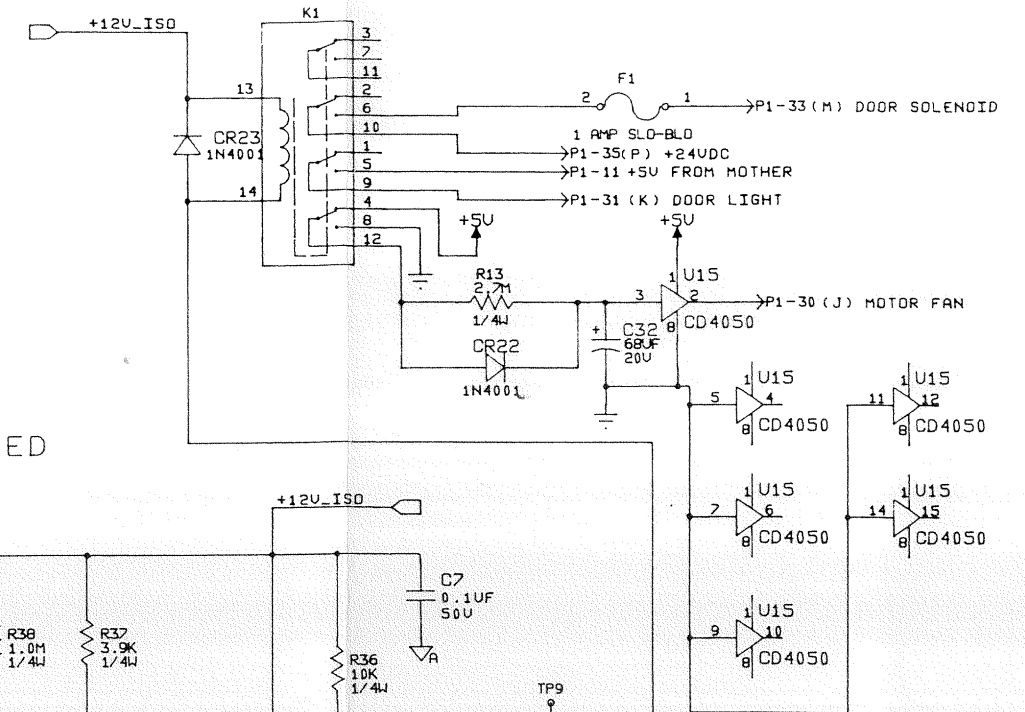 K1
+12V_ISO
3
7
11
2
6
10
1
5
9
4
8
12
13
14
CR23
1N4001
F1
2 1
1 AMP SLO-BLO
P1-33 (M) DOOR SOLENOID
P1-35(P) +24VDC
P1-11 +5V FROM MOTHER
P1-31 (K) DOOR LIGHT
+5V
+5V
R13
2.7M
1/4W
CR22
1N4001
+ C32
68UF
20V
1 U15
3 2
8 CD4050
P1-30 (J) MOTOR FAN
1 U15
5 4
8 CD4050
1 U15
11 12
8 CD4050
1 U15
7 6
8 CD4050
1 U15
14 15
8 CD4050
1 U15
9 10
8 CD4050
ED
+12V_ISO
C7
0.1UF
50V
A
R38
1.0M
1/4W
R37
3.9K
1/4W
R36
10K
1/4W
TP9